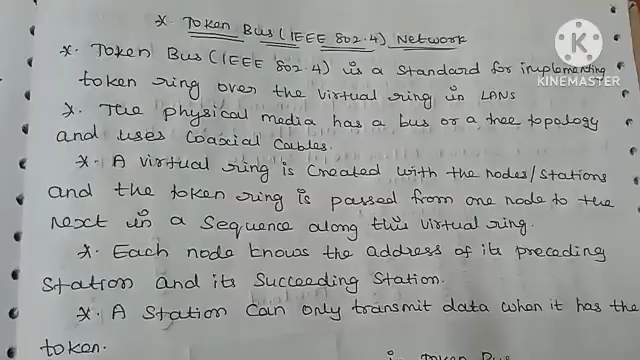 * Token Bus (IEEE 802.4) Network
* Token Bus (IEEE 802.4) is a standard for implementing
token ring over the virtual ring in LANs
* The physical media has a bus or a tree topology
and uses coaxial cables.
* A virtual ring is created with the nodes/stations
and the token ring is passed from one node to the
next in a sequence along this virtual ring.
* Each node knows the address of its preceding
station and its succeeding station.
* A station can only transmit data when it has the
token.
in Token Bus
K
KINEMASTER